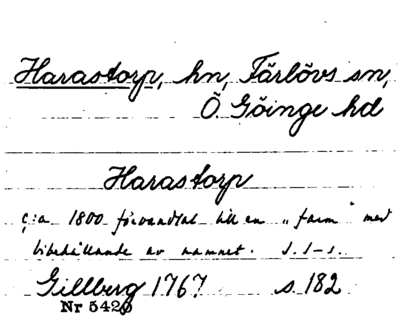 Harastorp, hn, Färlövs sn,
Ö. Göinge hd
Harastorp
c:a 1800 förvandlat till en "farm" med
bibehållande av namnet. s. 1-s.
Gillberg 1767 s. 182
Nr 5420